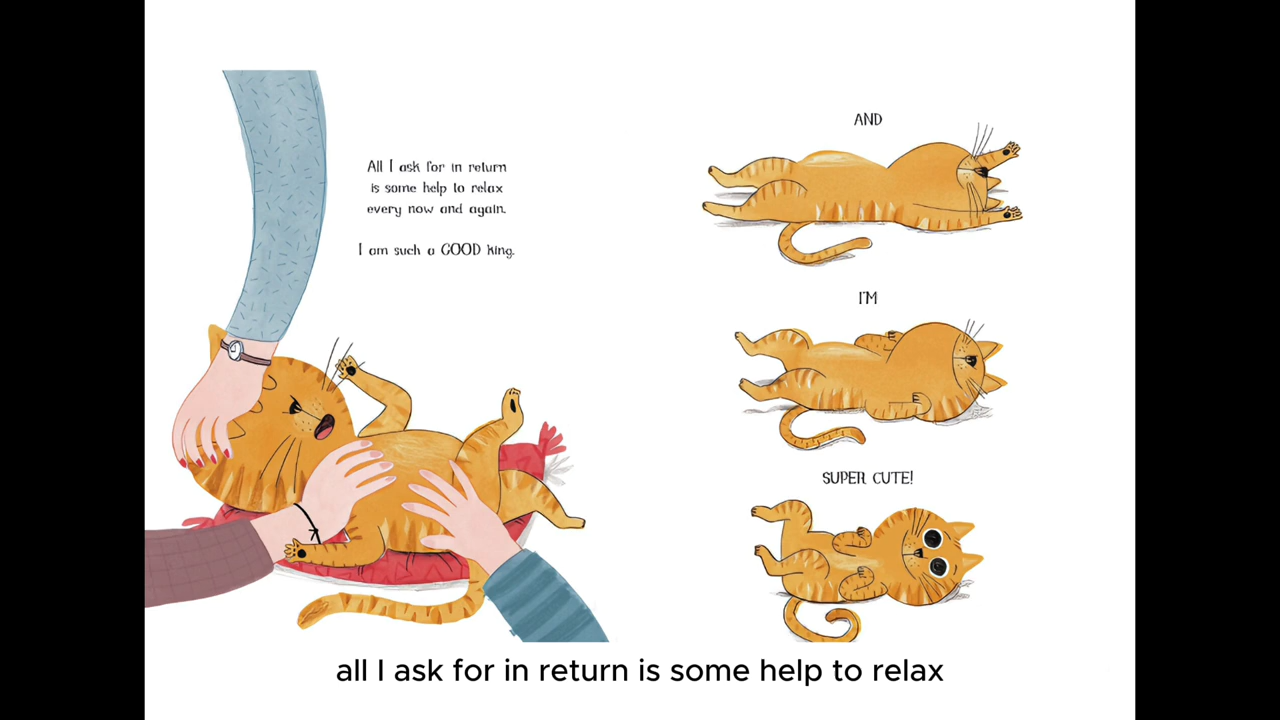 All I ask for in return
is some help to relax
every now and again.
I am such a GOOD king.
AND
I'M
SUPER CUTE!
all I ask for in return is some help to relax